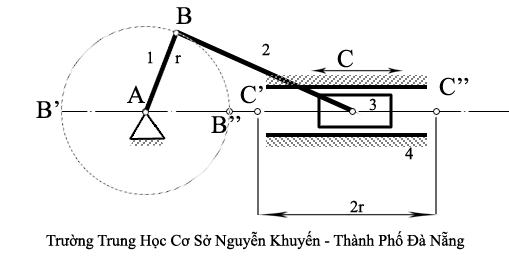 B
1
r
2
C
A
B'
B''
C'
C''
3
4
2r
Trường Trung Học Cơ Sở Nguyễn Khuyến - Thành Phố Đà Nẵng